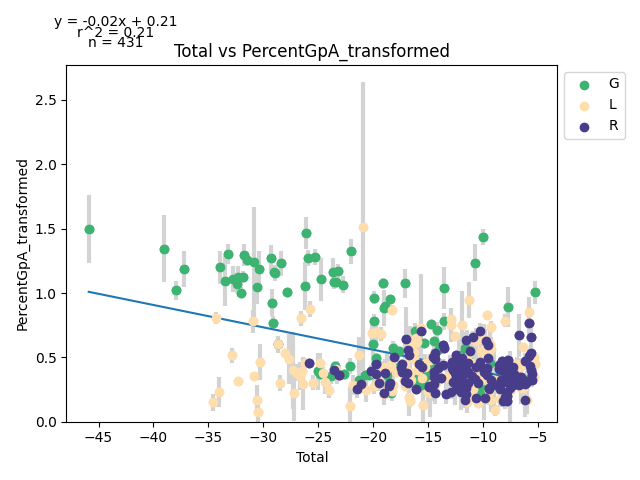 y = -0.02x + 0.21
r^2 = 0.21
n = 431
Total vs PercentGpA_transformed
G
L
R
PercentGpA_transformed
2.5
2.0
1.5
1.0
0.5
0.0
−45 −40 −35 −30 −25 −20 −15 −10 −5
Total